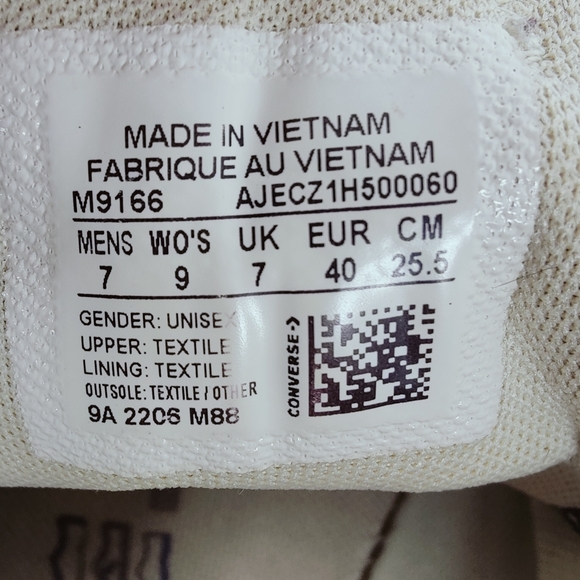 MADE IN VIETNAM
FABRIQUE AU VIETNAM
M9166 AJECZ1H500060
MENS WO'S UK EUR CM
7 9 7 40 25.5
GENDER: UNISEX
UPPER: TEXTILE
LINING: TEXTILE
OUTSOLE: TEXTILE / OTHER
9A 2206 M88
CONVERSE